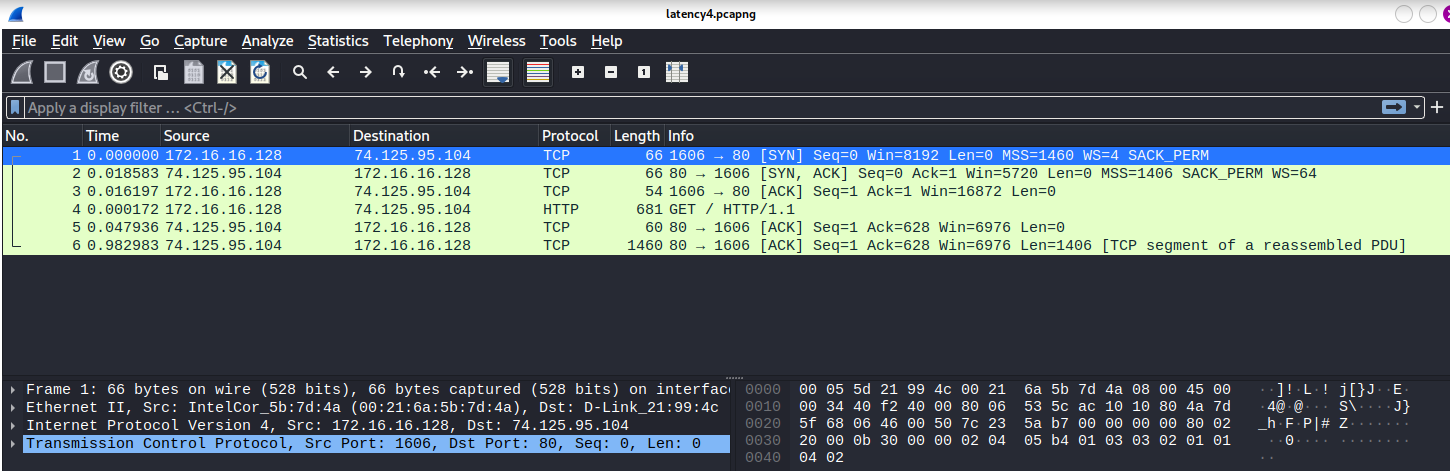 latency4.pcapng
File Edit View Go Capture Analyze Statistics Telephony Wireless Tools Help
Apply a display filter … <Ctrl-/>
No. Time Source Destination Protocol Length Info
1 0.000000 172.16.16.128 74.125.95.104 TCP 66 1606 → 80 [SYN] Seq=0 Win=8192 Len=0 MSS=1460 WS=4 SACK_PERM
2 0.018583 74.125.95.104 172.16.16.128 TCP 66 80 → 1606 [SYN, ACK] Seq=0 Ack=1 Win=5720 Len=0 MSS=1406 SACK_PERM WS=64
3 0.016197 172.16.16.128 74.125.95.104 TCP 54 1606 → 80 [ACK] Seq=1 Ack=1 Win=16872 Len=0
4 0.000172 172.16.16.128 74.125.95.104 HTTP 681 GET / HTTP/1.1
5 0.047936 74.125.95.104 172.16.16.128 TCP 60 80 → 1606 [ACK] Seq=1 Ack=628 Win=6976 Len=0
6 0.982983 74.125.95.104 172.16.16.128 TCP 1460 80 → 1606 [ACK] Seq=1 Ack=628 Win=6976 Len=1406 [TCP segment of a reassembled PDU]
Frame 1: 66 bytes on wire (528 bits), 66 bytes captured (528 bits) on interface
Ethernet II, Src: IntelCor_5b:7d:4a (00:21:6a:5b:7d:4a), Dst: D-Link_21:99:4c
Internet Protocol Version 4, Src: 172.16.16.128, Dst: 74.125.95.104
Transmission Control Protocol, Src Port: 1606, Dst Port: 80, Seq: 0, Len: 0
0000 00 05 5d 21 99 4c 00 21 6a 5b 7d 4a 08 00 45 00 ··]!·L·! j[}J··E·
0010 00 34 40 f2 40 00 80 06 53 5c ac 10 10 80 4a 7d ·4@·@··· S\····J}
0020 5f 68 06 46 00 50 7c 23 5a b7 00 00 00 00 80 02 _h·F·P|# Z·······
0030 20 00 0b 30 00 00 02 04 05 b4 01 03 03 02 01 01 ··0···· ········
0040 04 02 ··